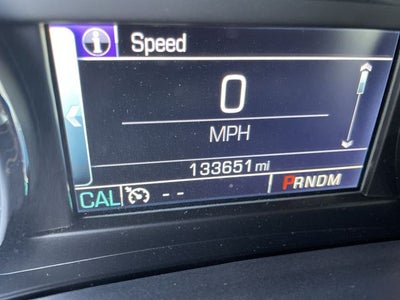 i Speed
0
MPH
133651 mi
CAL -- PRNDM